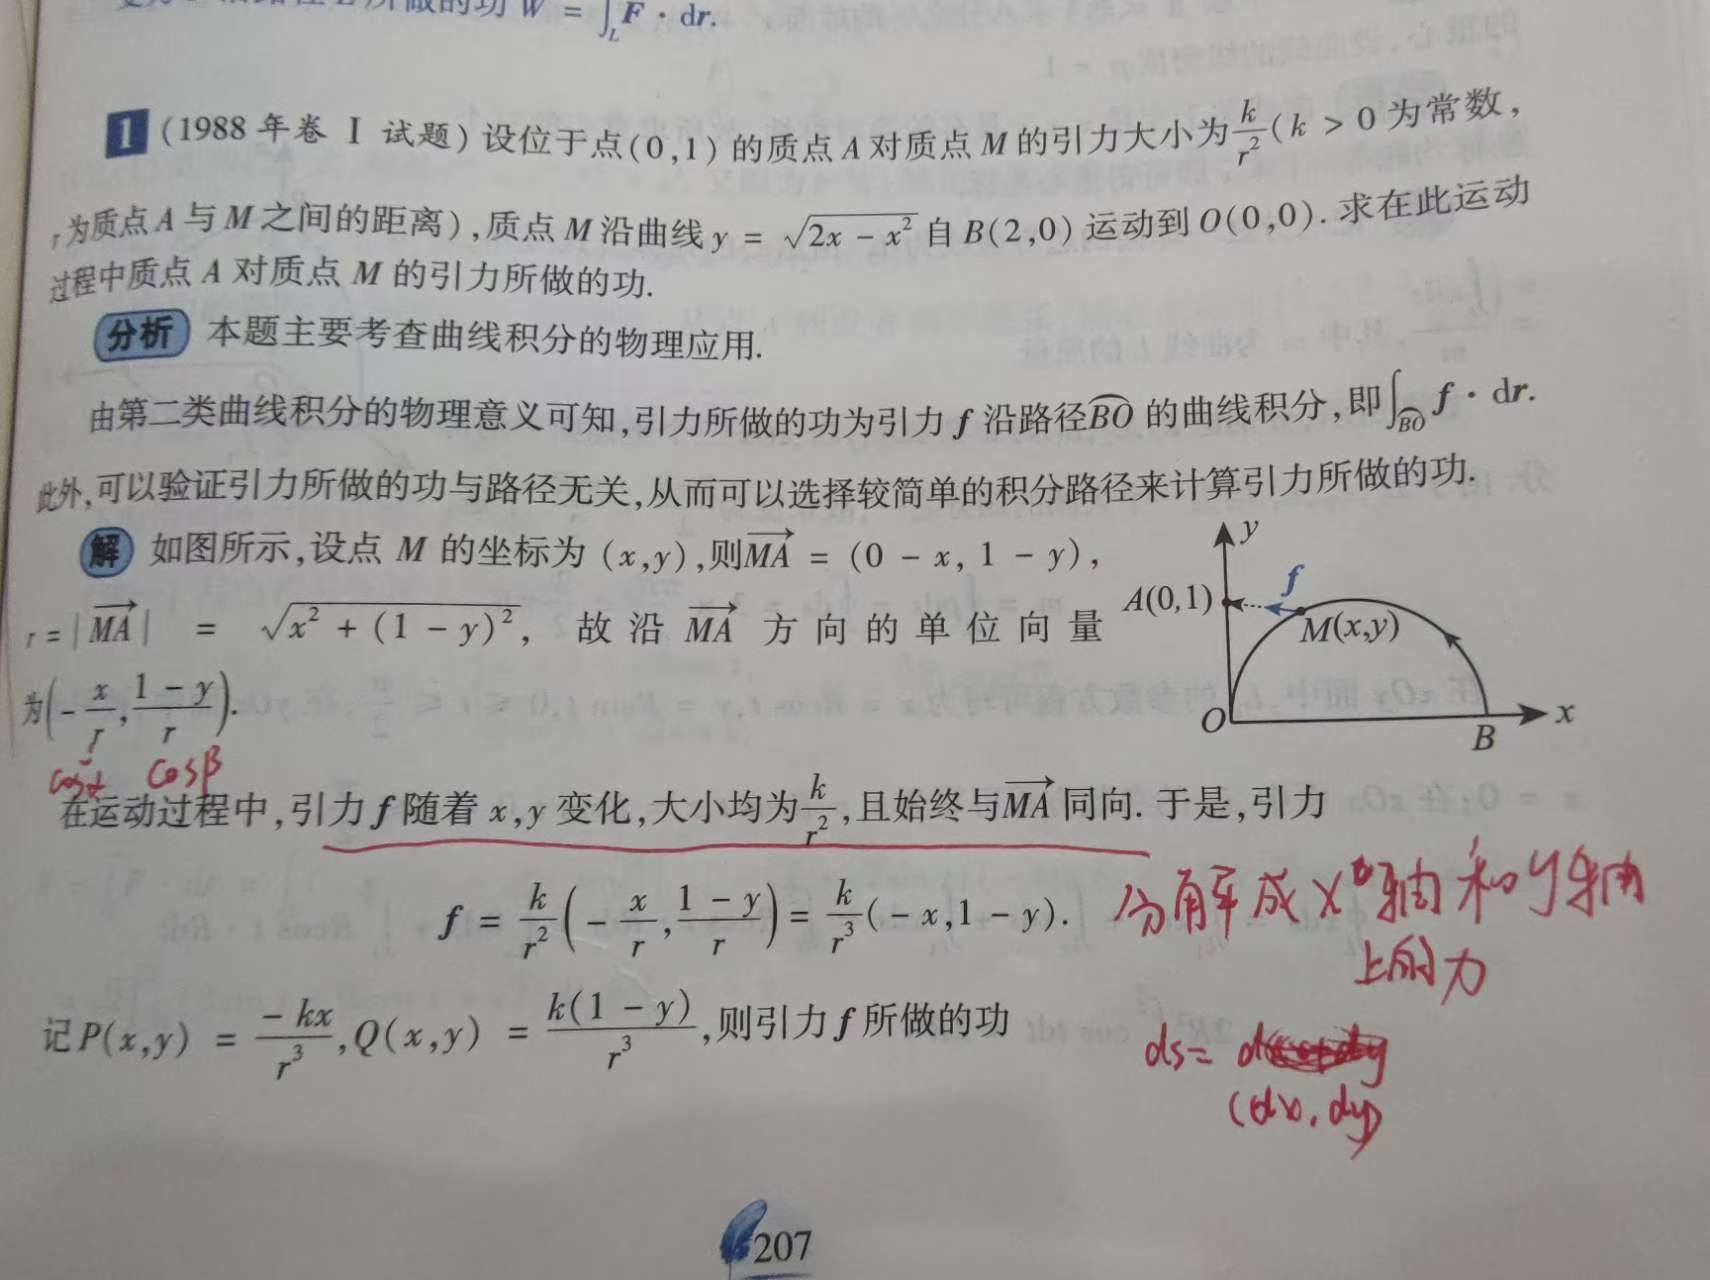 所做的功 W = ∫_L F · dr.
1 (1988 年卷 Ⅰ 试题) 设位于点(0,1) 的质点 A 对质点 M 的引力大小为 k/r² (k > 0 为常数,
r 为质点 A 与 M 之间的距离),质点 M 沿曲线 y = √(2x − x²) 自 B(2,0) 运动到 O(0,0). 求在此运动
过程中质点 A 对质点 M 的引力所做的功.
分析 本题主要考查曲线积分的物理应用.
由第二类曲线积分的物理意义可知,引力所做的功为引力 f 沿路径 BO⌒ 的曲线积分,即 ∫_BO⌒ f · dr.
此外,可以验证引力所做的功与路径无关,从而可以选择较简单的积分路径来计算引力所做的功.
解 如图所示,设点 M 的坐标为 (x,y),则 MA→ = (0 − x, 1 − y),
r = |MA→| = √(x² + (1 − y)²), 故沿 MA→ 方向的单位向量
为(−x/r, (1 − y)/r).
cosα cosβ
y
f
A(0,1)
M(x,y)
O
B
x
在运动过程中,引力 f 随着 x,y 变化,大小均为 k/r²,且始终与 MA→ 同向. 于是,引力
f = k/r² (−x/r, (1 − y)/r) = k/r³ (− x,1 − y).
分解成X轴和y轴
上的力
记 P(x,y) = −kx/r³, Q(x,y) = k(1 − y)/r³,则引力 f 所做的功
ds =
(dx, dy)
207